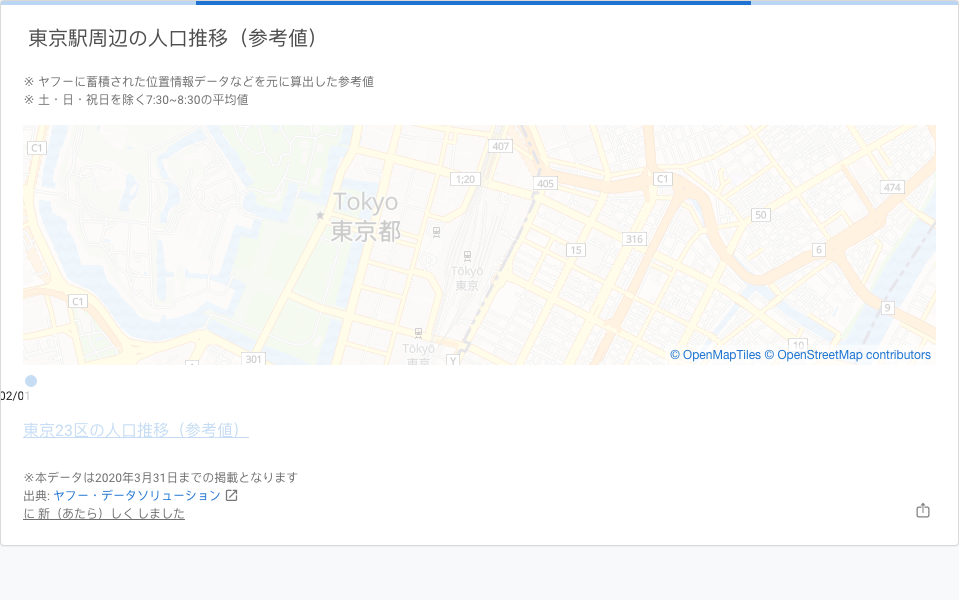 東京駅周辺の人口推移（参考値）
※ ヤフーに蓄積された位置情報データなどを元に算出した参考値
※ 土・日・祝日を除く7:30~8:30の平均値
C1
407
1;20
405
C1
474
Tokyo
東京都
50
316
15
6
Tōkyō
東京
C1
9
Tōkyō
東京
10
301
1
Y
© OpenMapTiles © OpenStreetMap contributors
02/01
東京23区の人口推移（参考値）
※本データは2020年3月31日までの掲載となります
出典: ヤフー・データソリューション
に 新（あたら）しく しました